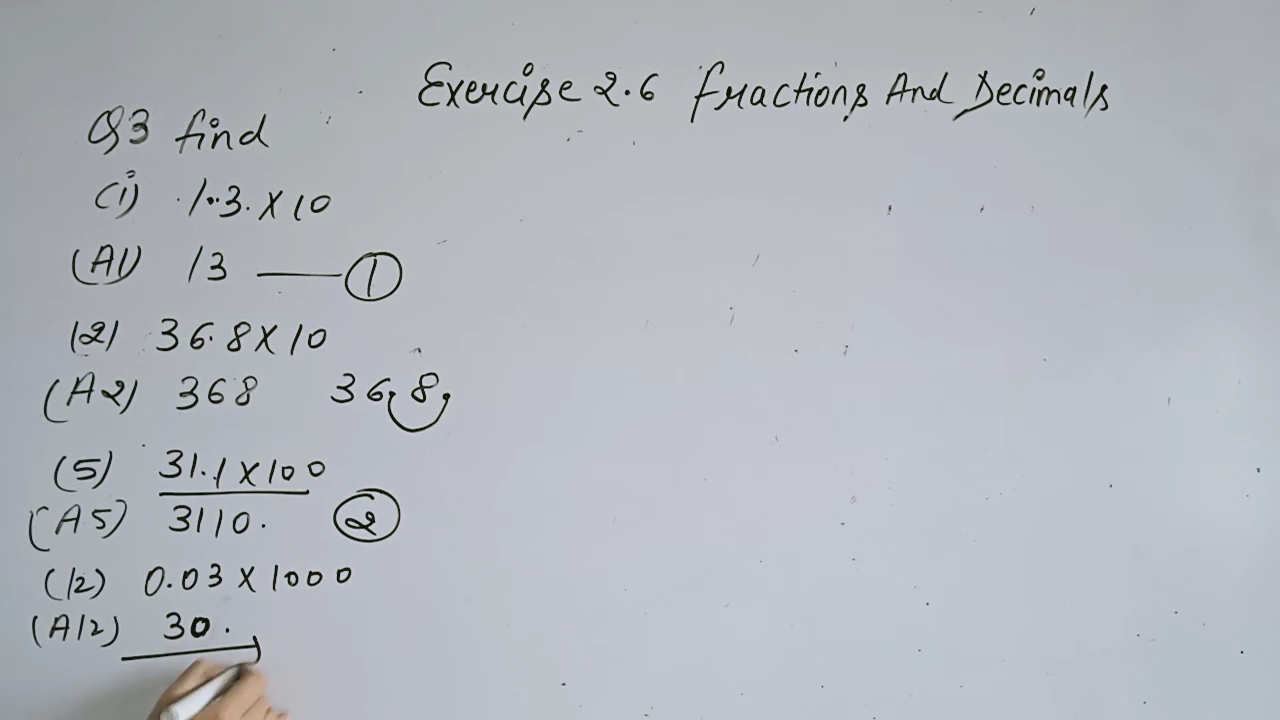 Exercise 2.6 Fractions And Decimals
Q3 find
(i) 1.3 × 10
(A1) 13 — 1
(2) 36.8 × 10
(A2) 368 36.8.
(5) 31.1 × 100
(A5) 3110. 2
(12) 0.03 × 1000
(A12) 30.